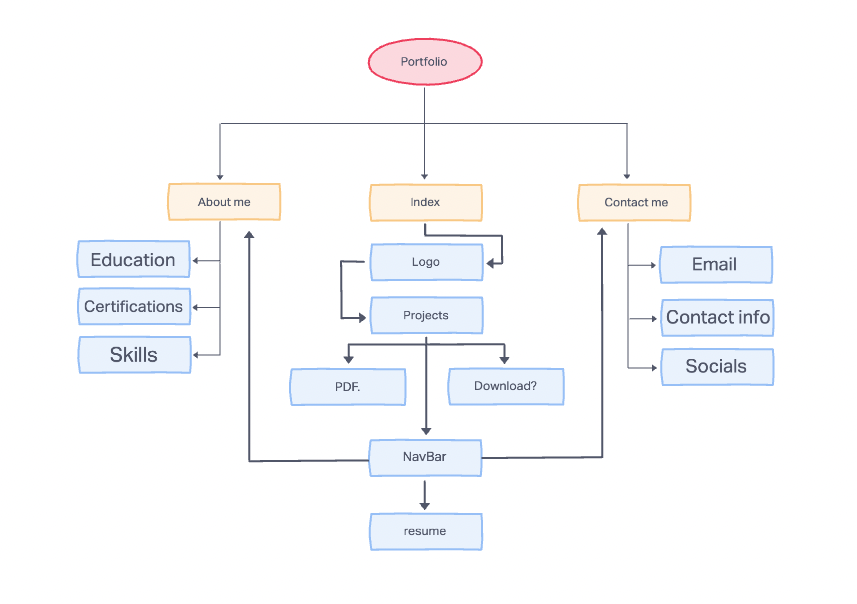 Portfolio
About me
Index
Contact me
Education
Logo
Email
Certifications
Projects
Contact info
Skills
PDF.
Download?
Socials
NavBar
resume